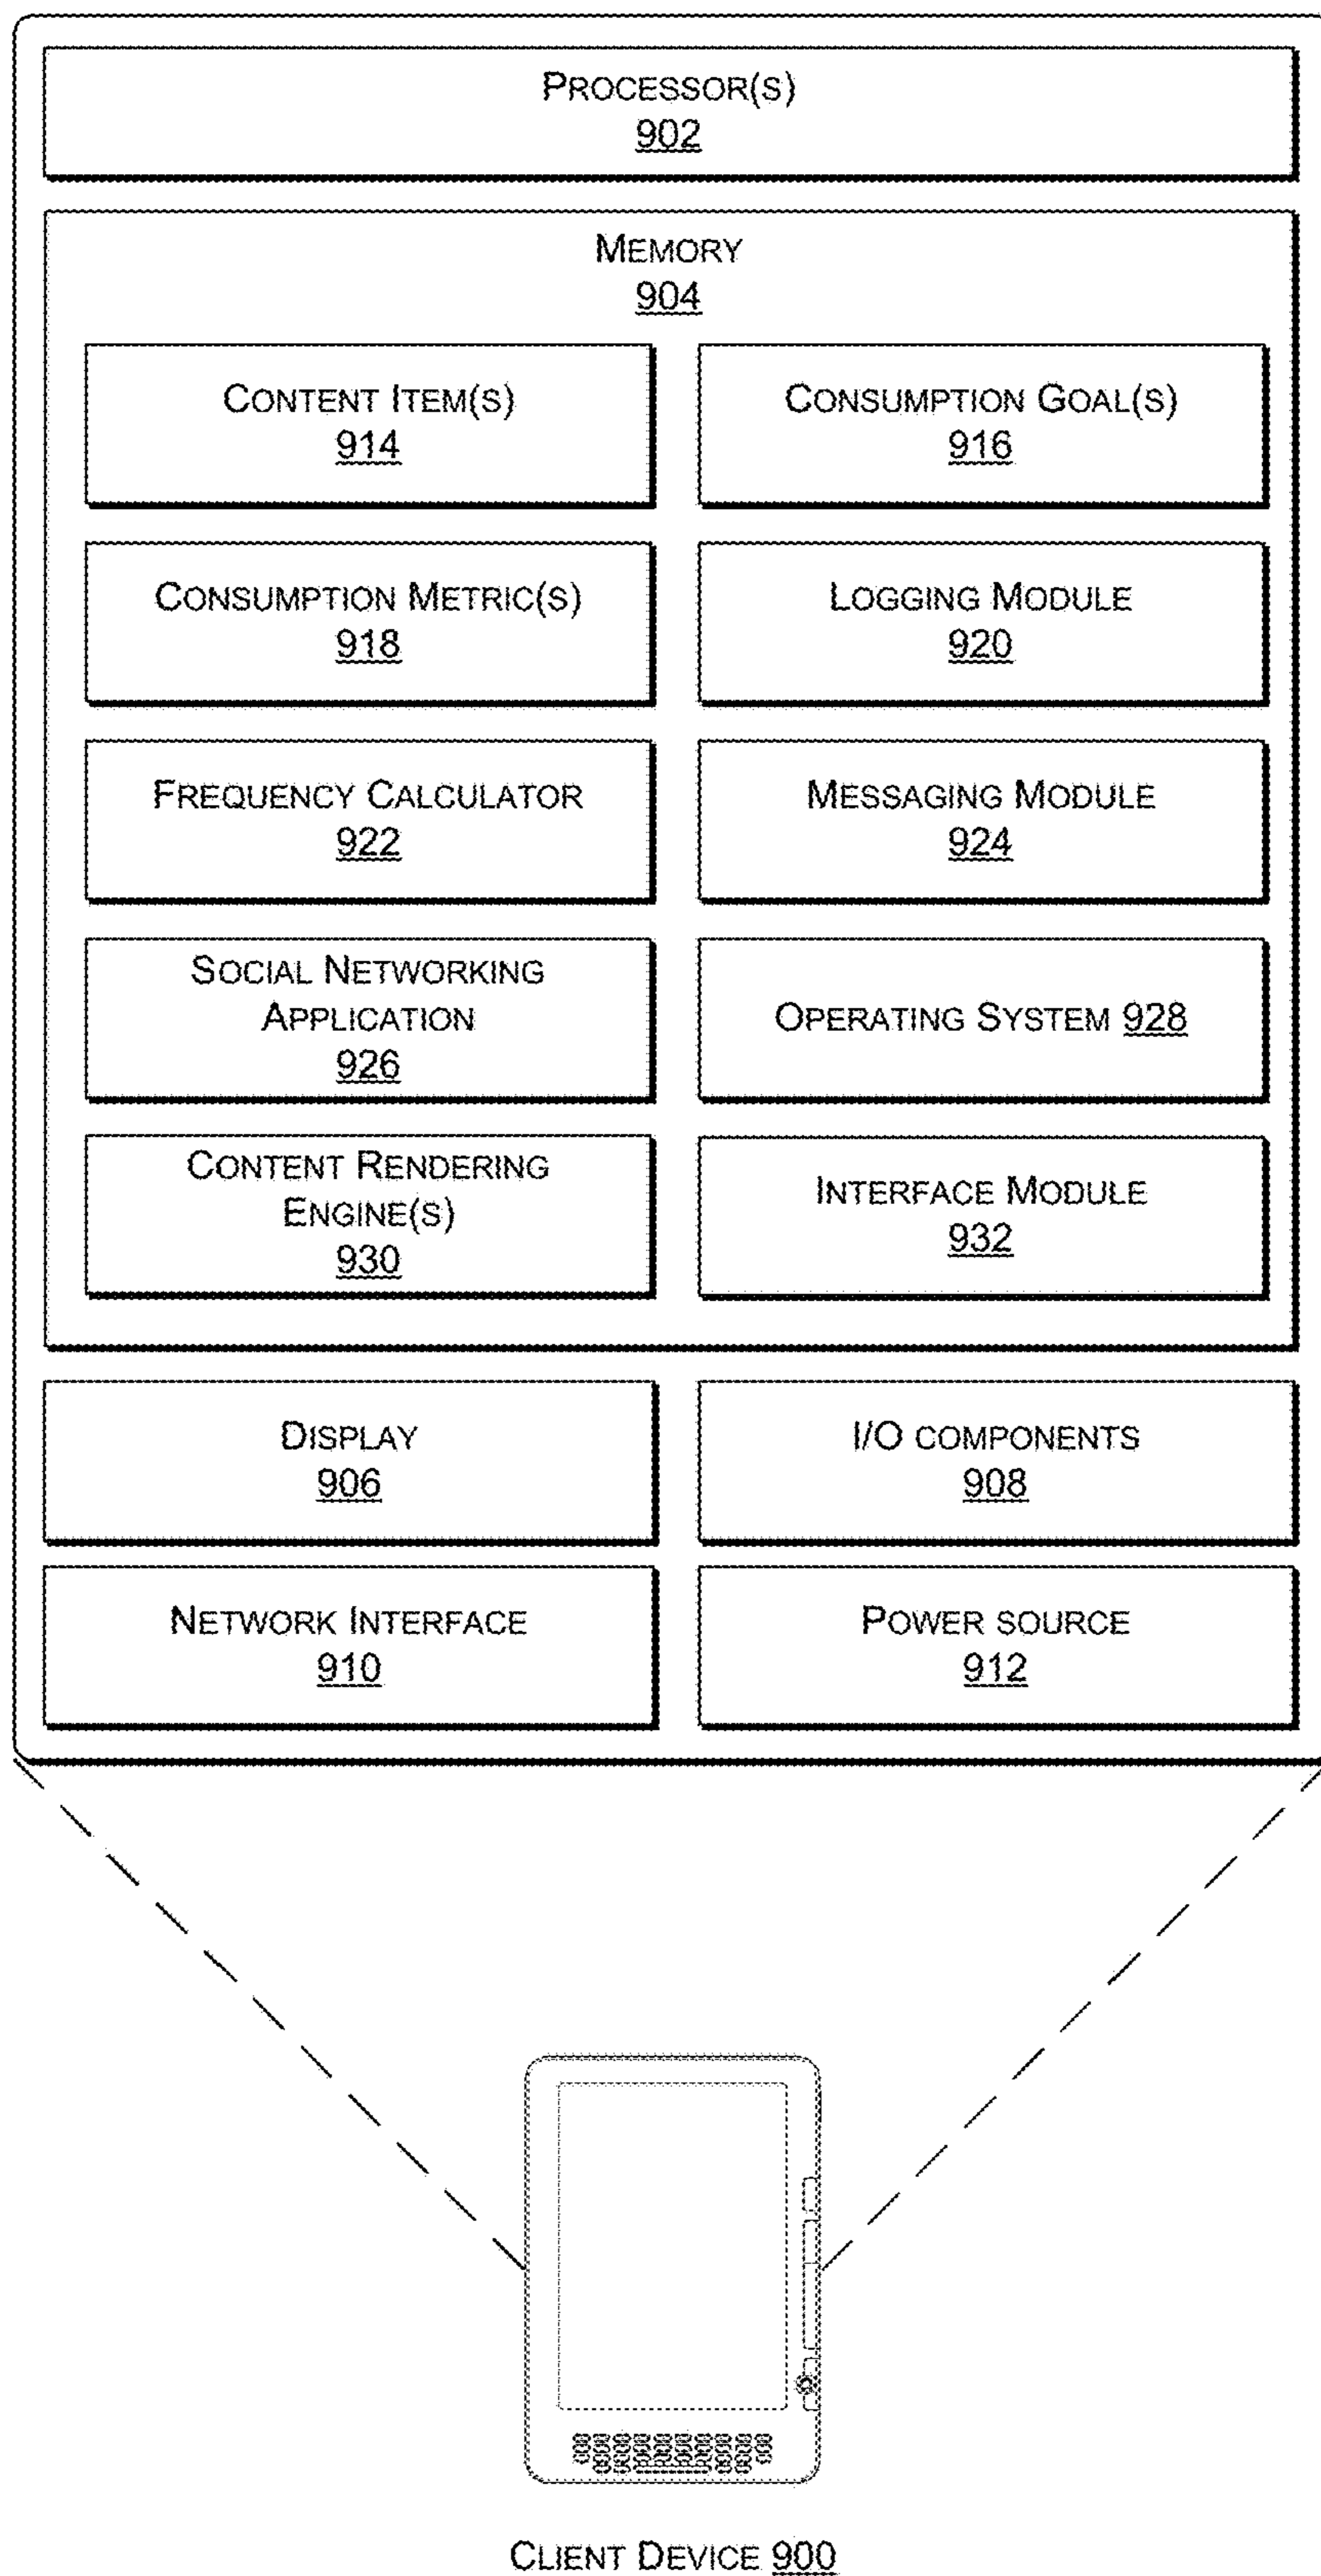 PROCESSOR(S)
902
MEMORY
904
CONTENT ITEM(S)
914
CONSUMPTION GOAL(S)
916
CONSUMPTION METRIC(S)
918
LOGGING MODULE
920
FREQUENCY CALCULATOR
922
MESSAGING MODULE
924
SOCIAL NETWORKING
APPLICATION
926
OPERATING SYSTEM 928
CONTENT RENDERING
ENGINE(S)
930
INTERFACE MODULE
932
DISPLAY
906
I/O COMPONENTS
908
NETWORK INTERFACE
910
POWER SOURCE
912
CLIENT DEVICE 900